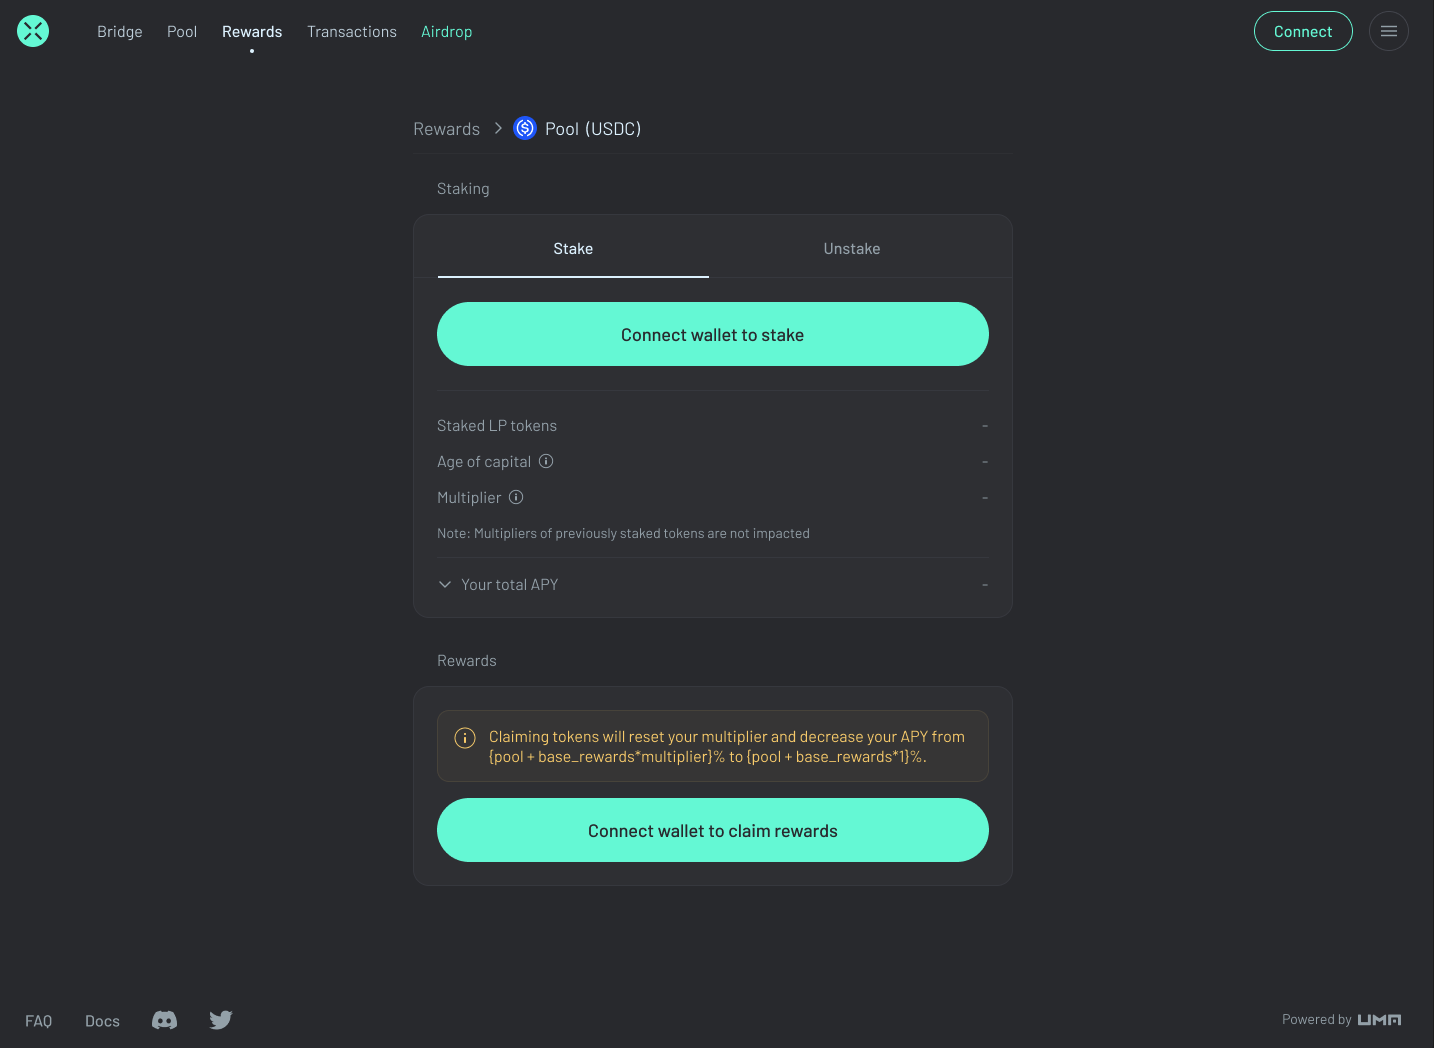 Bridge Pool Rewards Transactions Airdrop Connect
Rewards > Pool (USDC)
Staking
Stake Unstake
Connect wallet to stake
Staked LP tokens -
Age of capital -
Multiplier -
Note: Multipliers of previously staked tokens are not impacted
Your total APY -
Rewards
Claiming tokens will reset your multiplier and decrease your APY from
{pool + base_rewards*multiplier}% to {pool + base_rewards*1}%.
Connect wallet to claim rewards
FAQ Docs Powered by UMA